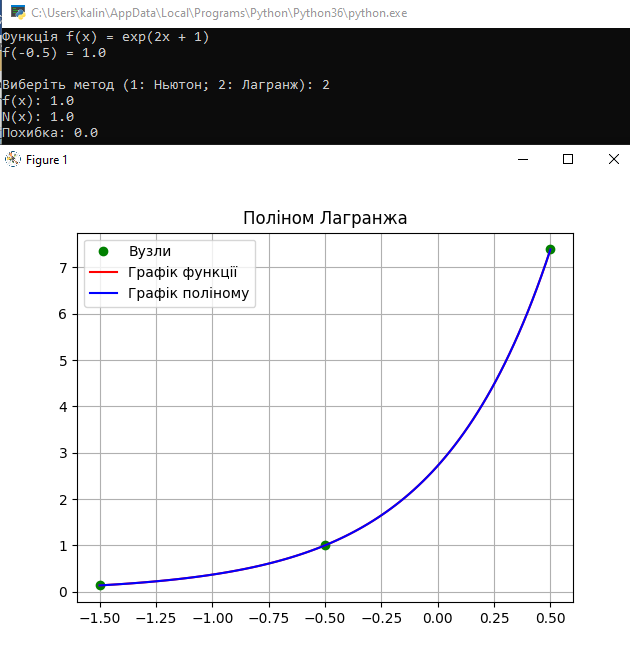 C:\Users\kalin\AppData\Local\Programs\Python\Python36\python.exe
Функція f(x) = exp(2x + 1)
f(-0.5) = 1.0
Виберіть метод (1: Ньютон; 2: Лагранж): 2
f(x): 1.0
N(x): 1.0
Похибка: 0.0
Figure 1
Поліном Лагранжа
Вузли
Графік функції
Графік поліному
7
6
5
4
3
2
1
0
−1.50 −1.25 −1.00 −0.75 −0.50 −0.25 0.00 0.25 0.50